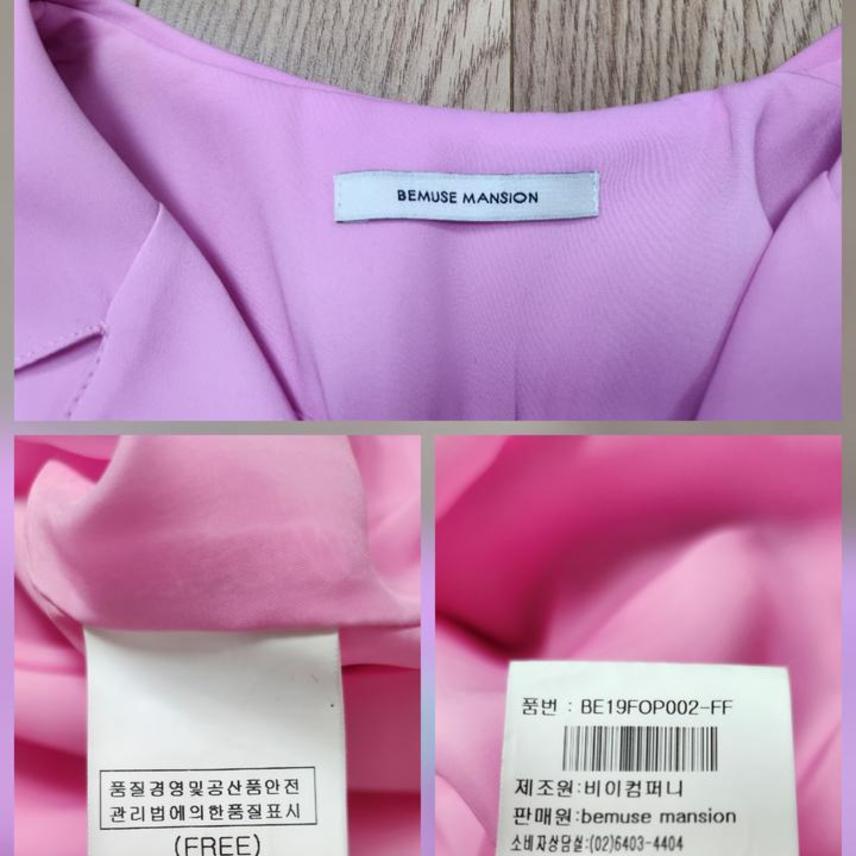 BEMUSE MANSION
품질경영및공산품안전
관리법에의한품질표시
(FREE)
품번 : BE19FOP002-FF
제조원:비이컴퍼니
판매원:bemuse mansion
소비자상담실:(02)6403-4404